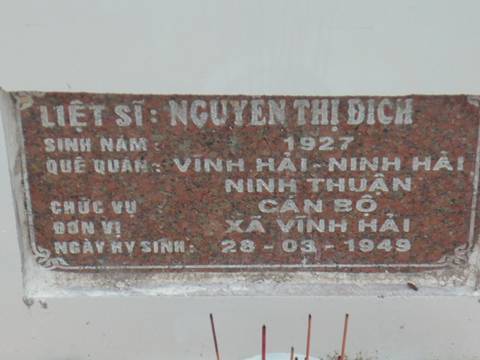 LIỆT SĨ: NGUYỄN THỊ ĐÍCH
SINH NĂM: 1927
QUÊ QUÁN: VĨNH HẢI-NINH HẢI
NINH THUẬN
CHỨC VỤ CÁN BỘ
ĐƠN VỊ XÃ VĨNH HẢI
NGÀY HY SINH: 28-03-1949